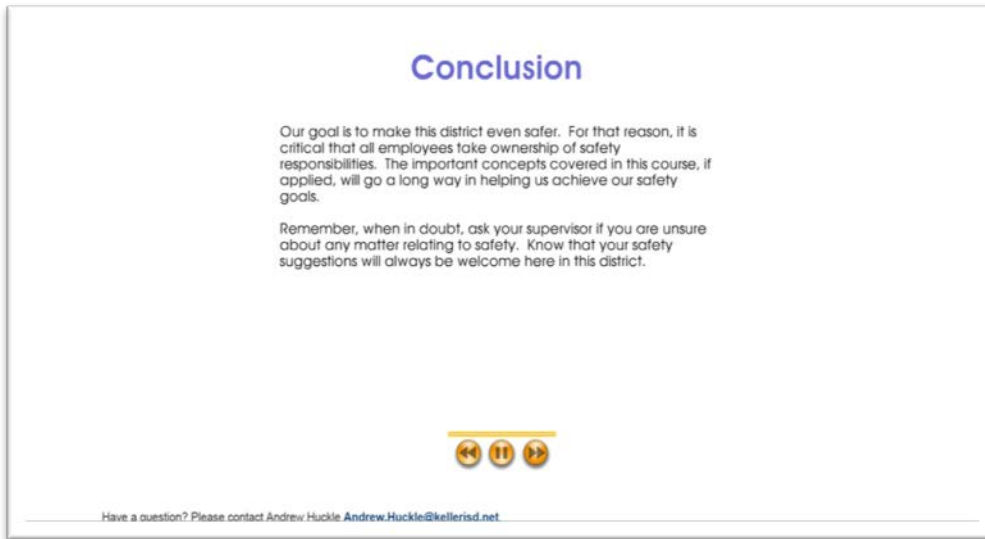 Conclusion
Our goal is to make this district even safer.  For that reason, it is
critical that all employees take ownership of safety
responsibilities.  The important concepts covered in this course, if
applied, will go a long way in helping us achieve our safety
goals.
Remember, when in doubt, ask your supervisor if you are unsure
about any matter relating to safety.  Know that your safety
suggestions will always be welcome here in this district.
Have a question? Please contact Andrew Huckle Andrew.Huckle@kellerisd.net